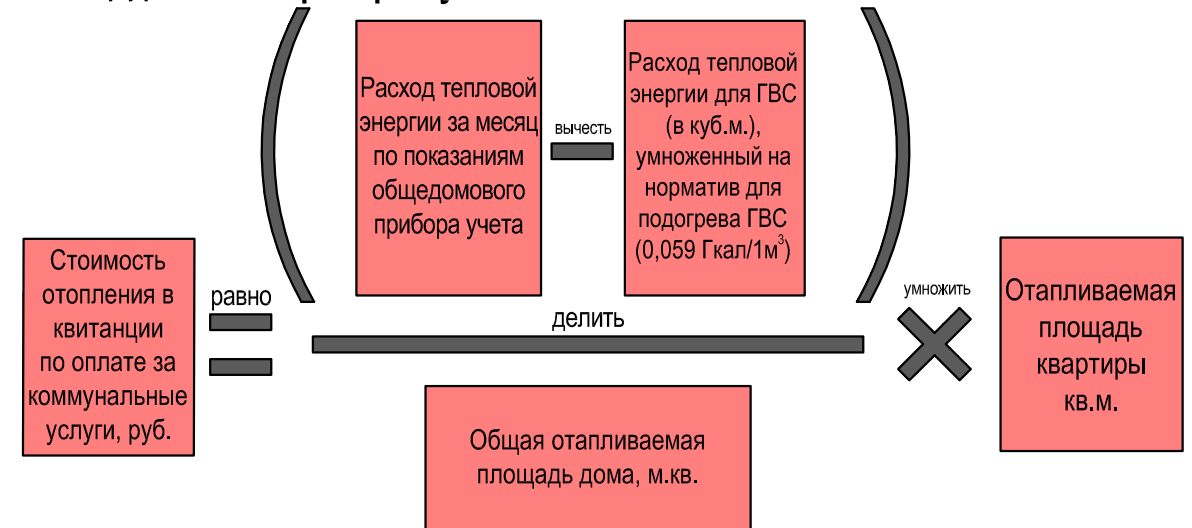 Расход тепловой
энергии за месяц
по показаниям
общедомового
прибора учета
вычесть
Расход тепловой
энергии для ГВС
(в куб.м.),
умноженный на
норматив для
подогрева ГВС
(0,059 Гкал/1м³)
Стоимость
отопления в
квитанции
по оплате за
коммунальные
услуги, руб.
равно
делить
умножить
Отапливаемая
площадь
квартиры
кв.м.
Общая отапливаемая
площадь дома, м.кв.